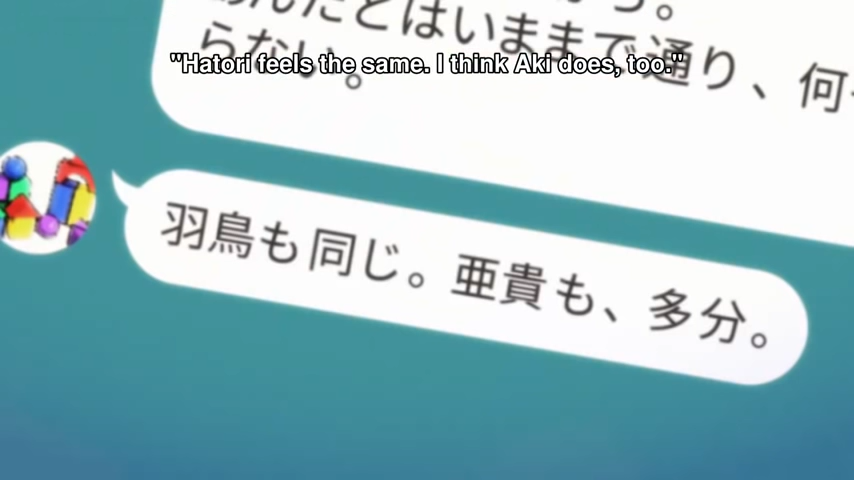 あんたとはいままで通り、何
らない。
"Hatori feels the same. I think Aki does, too."
羽鳥も同じ。亜貴も、多分。